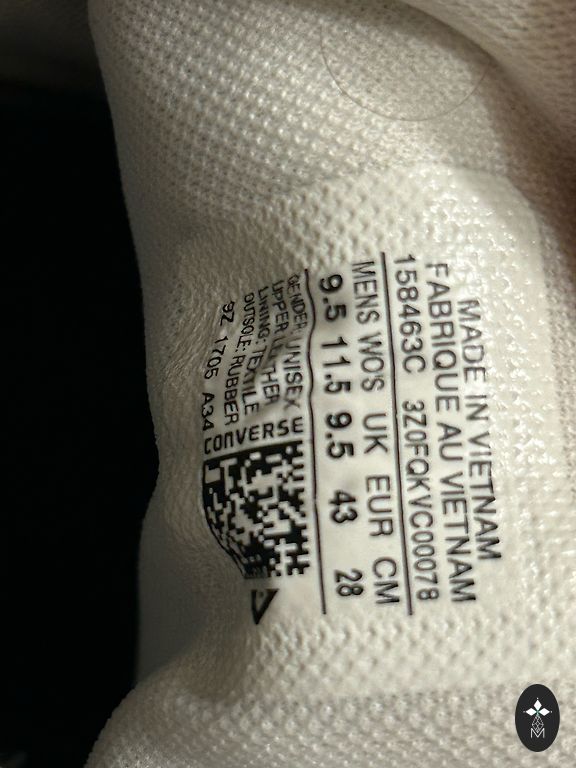 MADE IN VIETNAM
FABRIQUE AU VIETNAM
158463C 3Z0FQKVC00078
MENS WO'S UK EUR CM
9.5 11.5 9.5 43 28
GENDER: UNISEX
UPPER: LEATHER
LINING: TEXTILE
OUTSOLE: RUBBER
9Z 1705 A34
CONVERSE
M